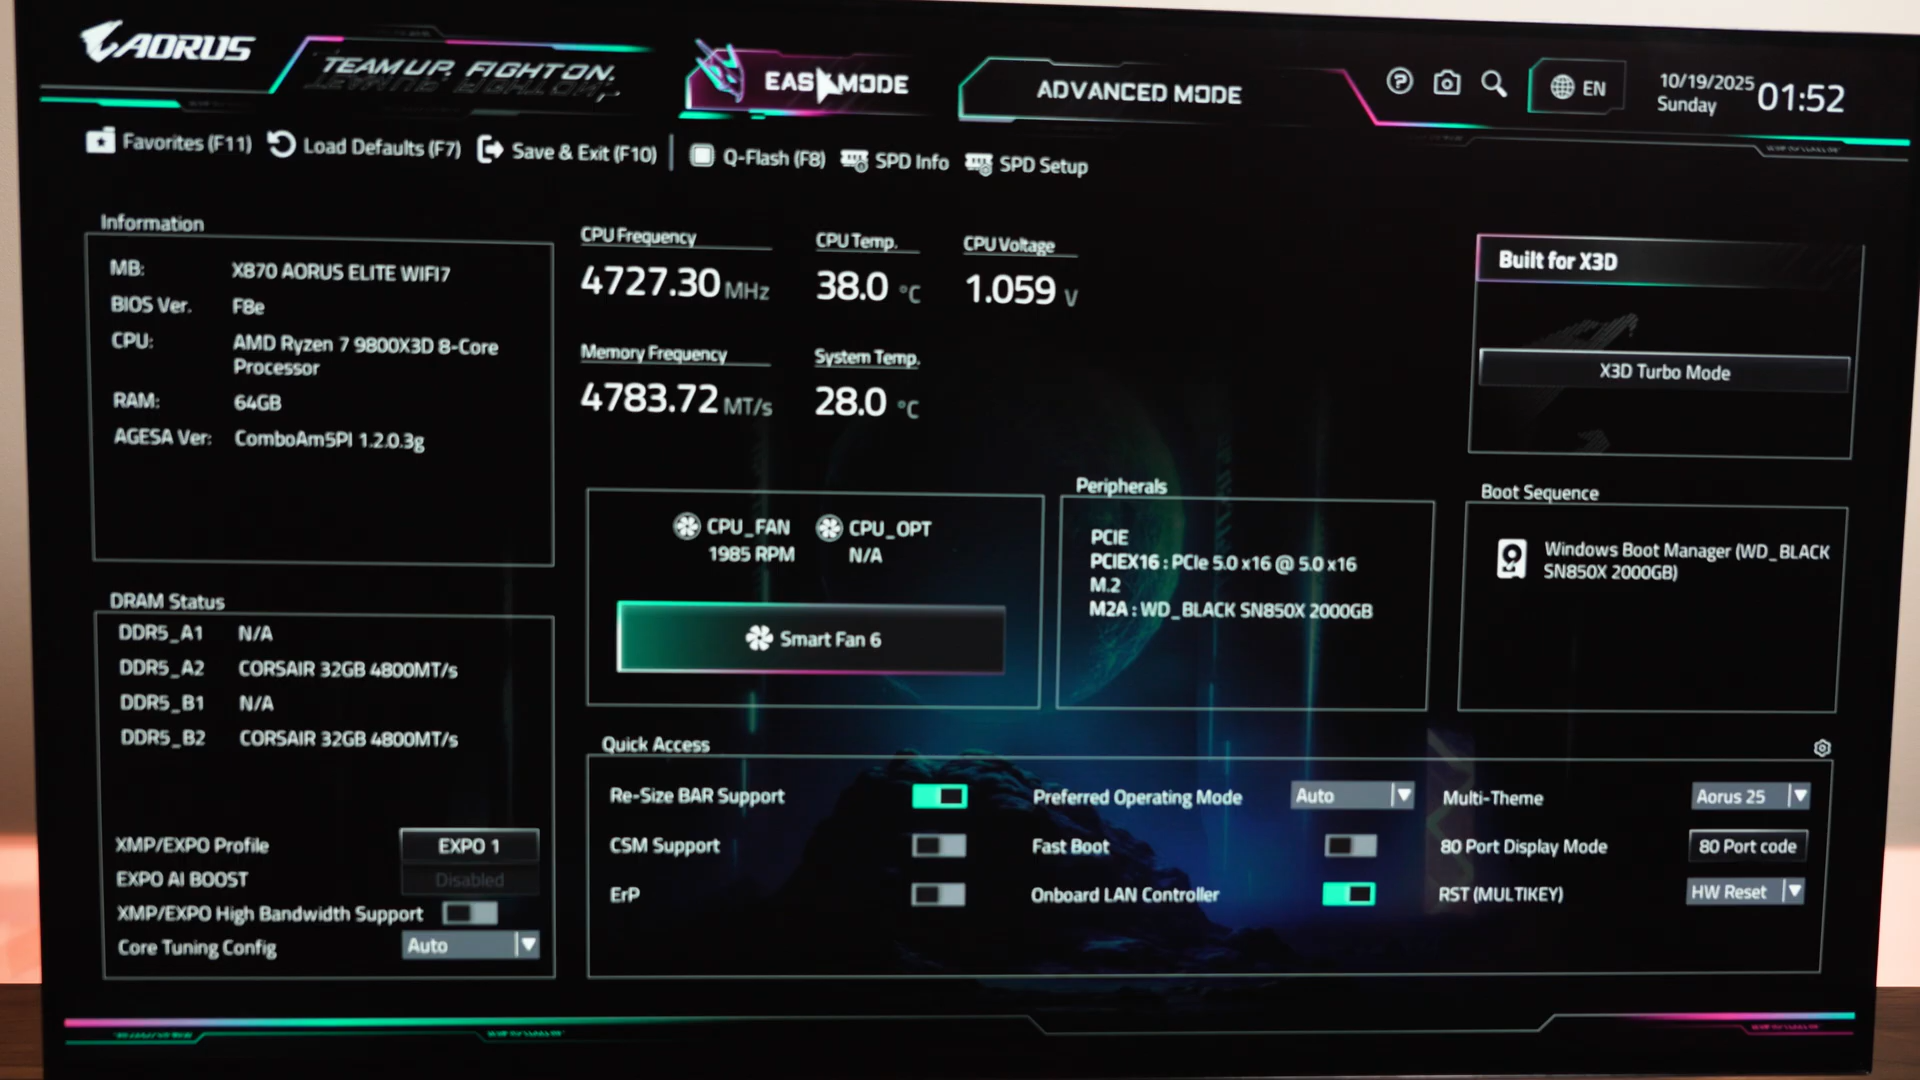 AORUS
TEAM UP. FIGHT ON.
EASY MODE
ADVANCED MODE
EN
10/19/2025
Sunday
01:52
Favorites (F11)
Load Defaults (F7)
Save & Exit (F10)
Q-Flash (F8)
SPD Info
SPD Setup
Information
MB: X870 AORUS ELITE WIFI7
BIOS Ver. F8e
CPU: AMD Ryzen 7 9800X3D 8-Core
Processor
RAM: 64GB
AGESA Ver: ComboAm5PI 1.2.0.3g
CPU Frequency
4727.30 MHz
CPU Temp.
38.0 °C
CPU Voltage
1.059 V
Memory Frequency
4783.72 MT/s
System Temp.
28.0 °C
Built for X3D
X3D Turbo Mode
DRAM Status
DDR5_A1 N/A
DDR5_A2 CORSAIR 32GB 4800MT/s
DDR5_B1 N/A
DDR5_B2 CORSAIR 32GB 4800MT/s
XMP/EXPO Profile EXPO 1
EXPO AI BOOST Disabled
XMP/EXPO High Bandwidth Support
Core Tuning Config Auto
CPU_FAN
1985 RPM
CPU_OPT
N/A
Smart Fan 6
Peripherals
PCIE
PCIEX16 : PCIe 5.0 x16 @ 5.0 x16
M.2
M2A : WD_BLACK SN850X 2000GB
Boot Sequence
Windows Boot Manager (WD_BLACK
SN850X 2000GB)
Quick Access
Re-Size BAR Support
Preferred Operating Mode Auto
Multi-Theme Aorus 25
CSM Support
Fast Boot
80 Port Display Mode 80 Port code
ErP
Onboard LAN Controller
RST (MULTIKEY) HW Reset